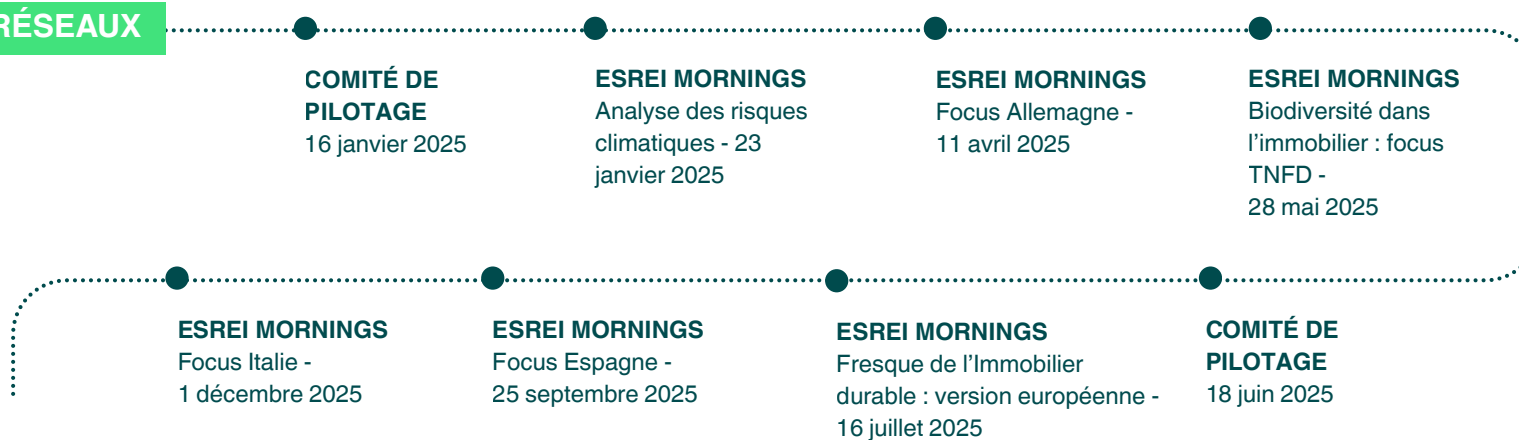 RÉSEAUX
COMITÉ DE
PILOTAGE
16 janvier 2025
ESREI MORNINGS
Analyse des risques
climatiques - 23
janvier 2025
ESREI MORNINGS
Focus Allemagne -
11 avril 2025
ESREI MORNINGS
Biodiversité dans
l’immobilier : focus
TNFD -
28 mai 2025
COMITÉ DE
PILOTAGE
18 juin 2025
ESREI MORNINGS
Fresque de l’Immobilier
durable : version européenne -
16 juillet 2025
ESREI MORNINGS
Focus Espagne -
25 septembre 2025
ESREI MORNINGS
Focus Italie -
1 décembre 2025